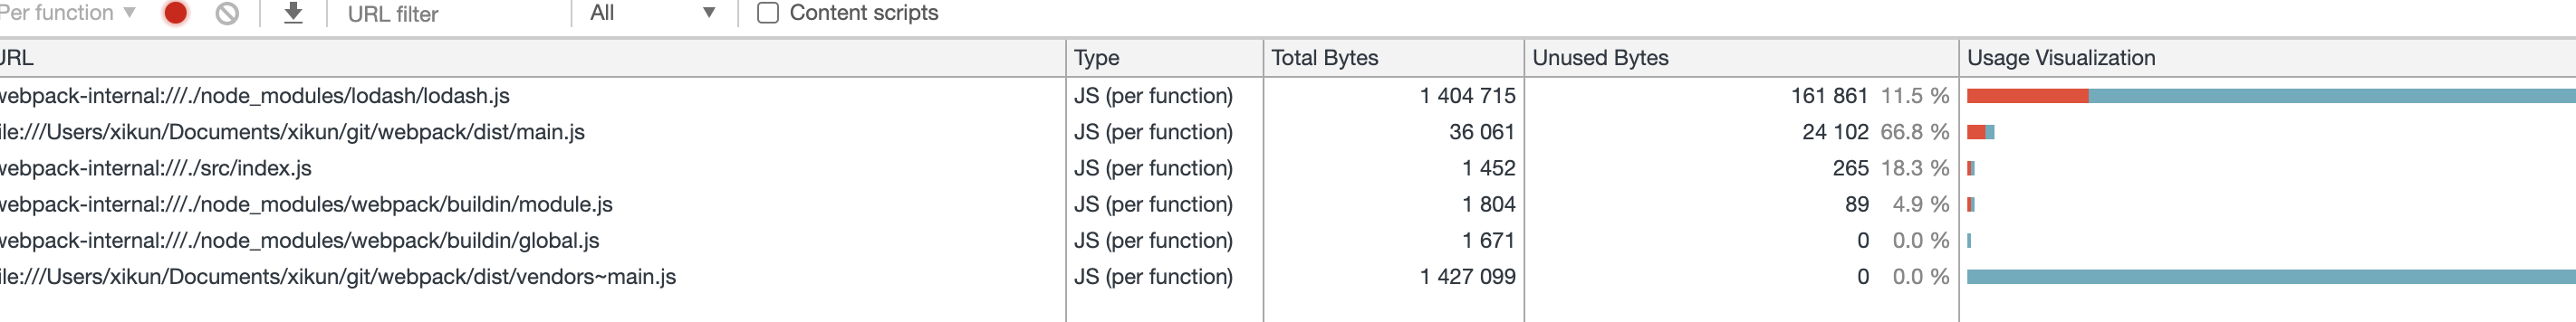 Per function ▼ URL filter All ▼ Content scripts
URL Type Total Bytes Unused Bytes Usage Visualization
webpack-internal:///./node_modules/lodash/lodash.js JS (per function) 1 404 715 161 861 11.5 %
ile:///Users/xikun/Documents/xikun/git/webpack/dist/main.js JS (per function) 36 061 24 102 66.8 %
webpack-internal:///./src/index.js JS (per function) 1 452 265 18.3 %
webpack-internal:///./node_modules/webpack/buildin/module.js JS (per function) 1 804 89 4.9 %
webpack-internal:///./node_modules/webpack/buildin/global.js JS (per function) 1 671 0 0.0 %
ile:///Users/xikun/Documents/xikun/git/webpack/dist/vendors~main.js JS (per function) 1 427 099 0 0.0 %